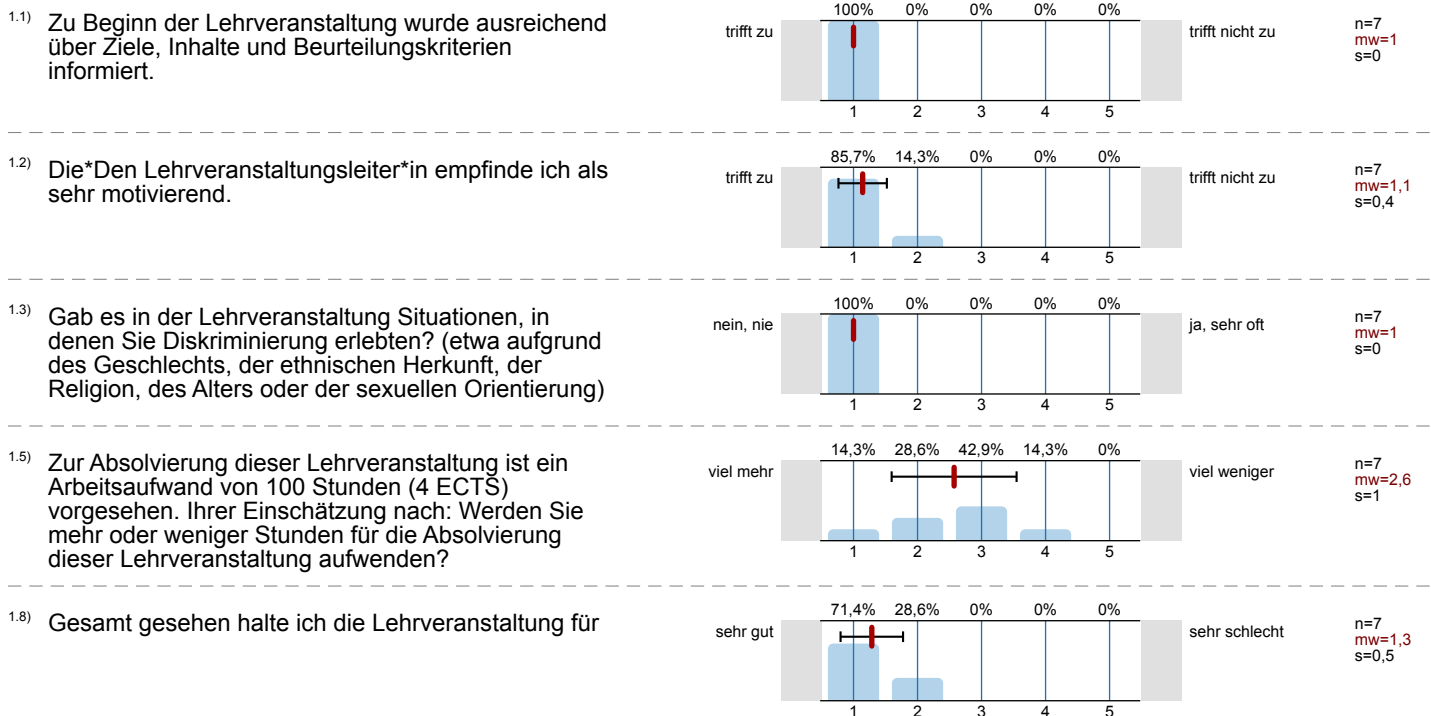 1.1) Zu Beginn der Lehrveranstaltung wurde ausreichend
über Ziele, Inhalte und Beurteilungskriterien
informiert.
trifft zu
100% 0% 0% 0% 0%
1 2 3 4 5
trifft nicht zu
n=7
mw=1
s=0
1.2) Die*Den Lehrveranstaltungsleiter*in empfinde ich als
sehr motivierend.
trifft zu
85,7% 14,3% 0% 0% 0%
1 2 3 4 5
trifft nicht zu
n=7
mw=1,1
s=0,4
1.3) Gab es in der Lehrveranstaltung Situationen, in
denen Sie Diskriminierung erlebten? (etwa aufgrund
des Geschlechts, der ethnischen Herkunft, der
Religion, des Alters oder der sexuellen Orientierung)
nein, nie
100% 0% 0% 0% 0%
1 2 3 4 5
ja, sehr oft
n=7
mw=1
s=0
1.5) Zur Absolvierung dieser Lehrveranstaltung ist ein
Arbeitsaufwand von 100 Stunden (4 ECTS)
vorgesehen. Ihrer Einschätzung nach: Werden Sie
mehr oder weniger Stunden für die Absolvierung
dieser Lehrveranstaltung aufwenden?
viel mehr
14,3% 28,6% 42,9% 14,3% 0%
1 2 3 4 5
viel weniger
n=7
mw=2,6
s=1
1.8) Gesamt gesehen halte ich die Lehrveranstaltung für
sehr gut
71,4% 28,6% 0% 0% 0%
1 2 3 4 5
sehr schlecht
n=7
mw=1,3
s=0,5